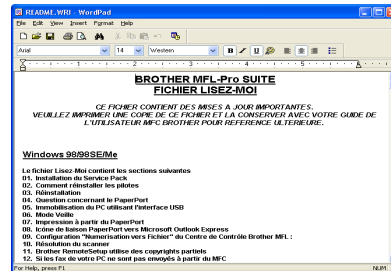 README.WRI - WordPad
File Edit View Insert Format Help
Arial 14 Western B / U
BROTHER MFL-Pro SUITE
FICHIER LISEZ-MOI
CE FICHIER CONTIENT DES MISES A JOUR IMPORTANTES.
VEUILLEZ IMPRIMER UNE COPIE DE CE FICHIER ET LA CONSERVER AVEC VOTRE GUIDE DE
L'UTILISATEUR MFC BROTHER POUR REFERENCE ULTERIEURE.
Windows 98/98SE/Me
Le fichier Lisez-Moi contient les sections suivantes
01. Installation du Service Pack
02. Comment réinstaller les pilotes
03. Réinstallation
04. Question concernant le PaperPort
05. Immobilisation du PC utilisant l'interface USB
06. Mode Veille
07. Impression à partir du PaperPort
08. Icône de liaison PaperPort vers Microsoft Outlook Express
09. Configuration "Numerisation vers Fichier" du Centre de Contrôle Brother MFL :
10. Résolution du scanner
11. Brother RemoteSetup utilise des copyrights partiels
12. Si les fax de votre PC ne sont pas envoyés à partir du MFC
For Help, press F1 NUM